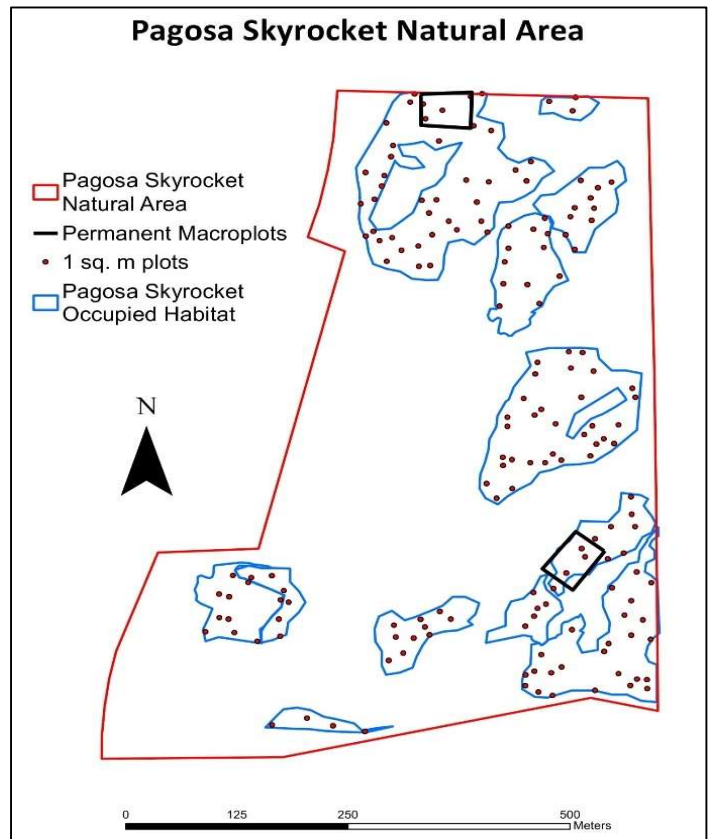 Pagosa Skyrocket Natural Area
Pagosa Skyrocket
Natural Area
Permanent Macroplots
1 sq. m plots
Pagosa Skyrocket
Occupied Habitat
N
0 125 250 500
Meters